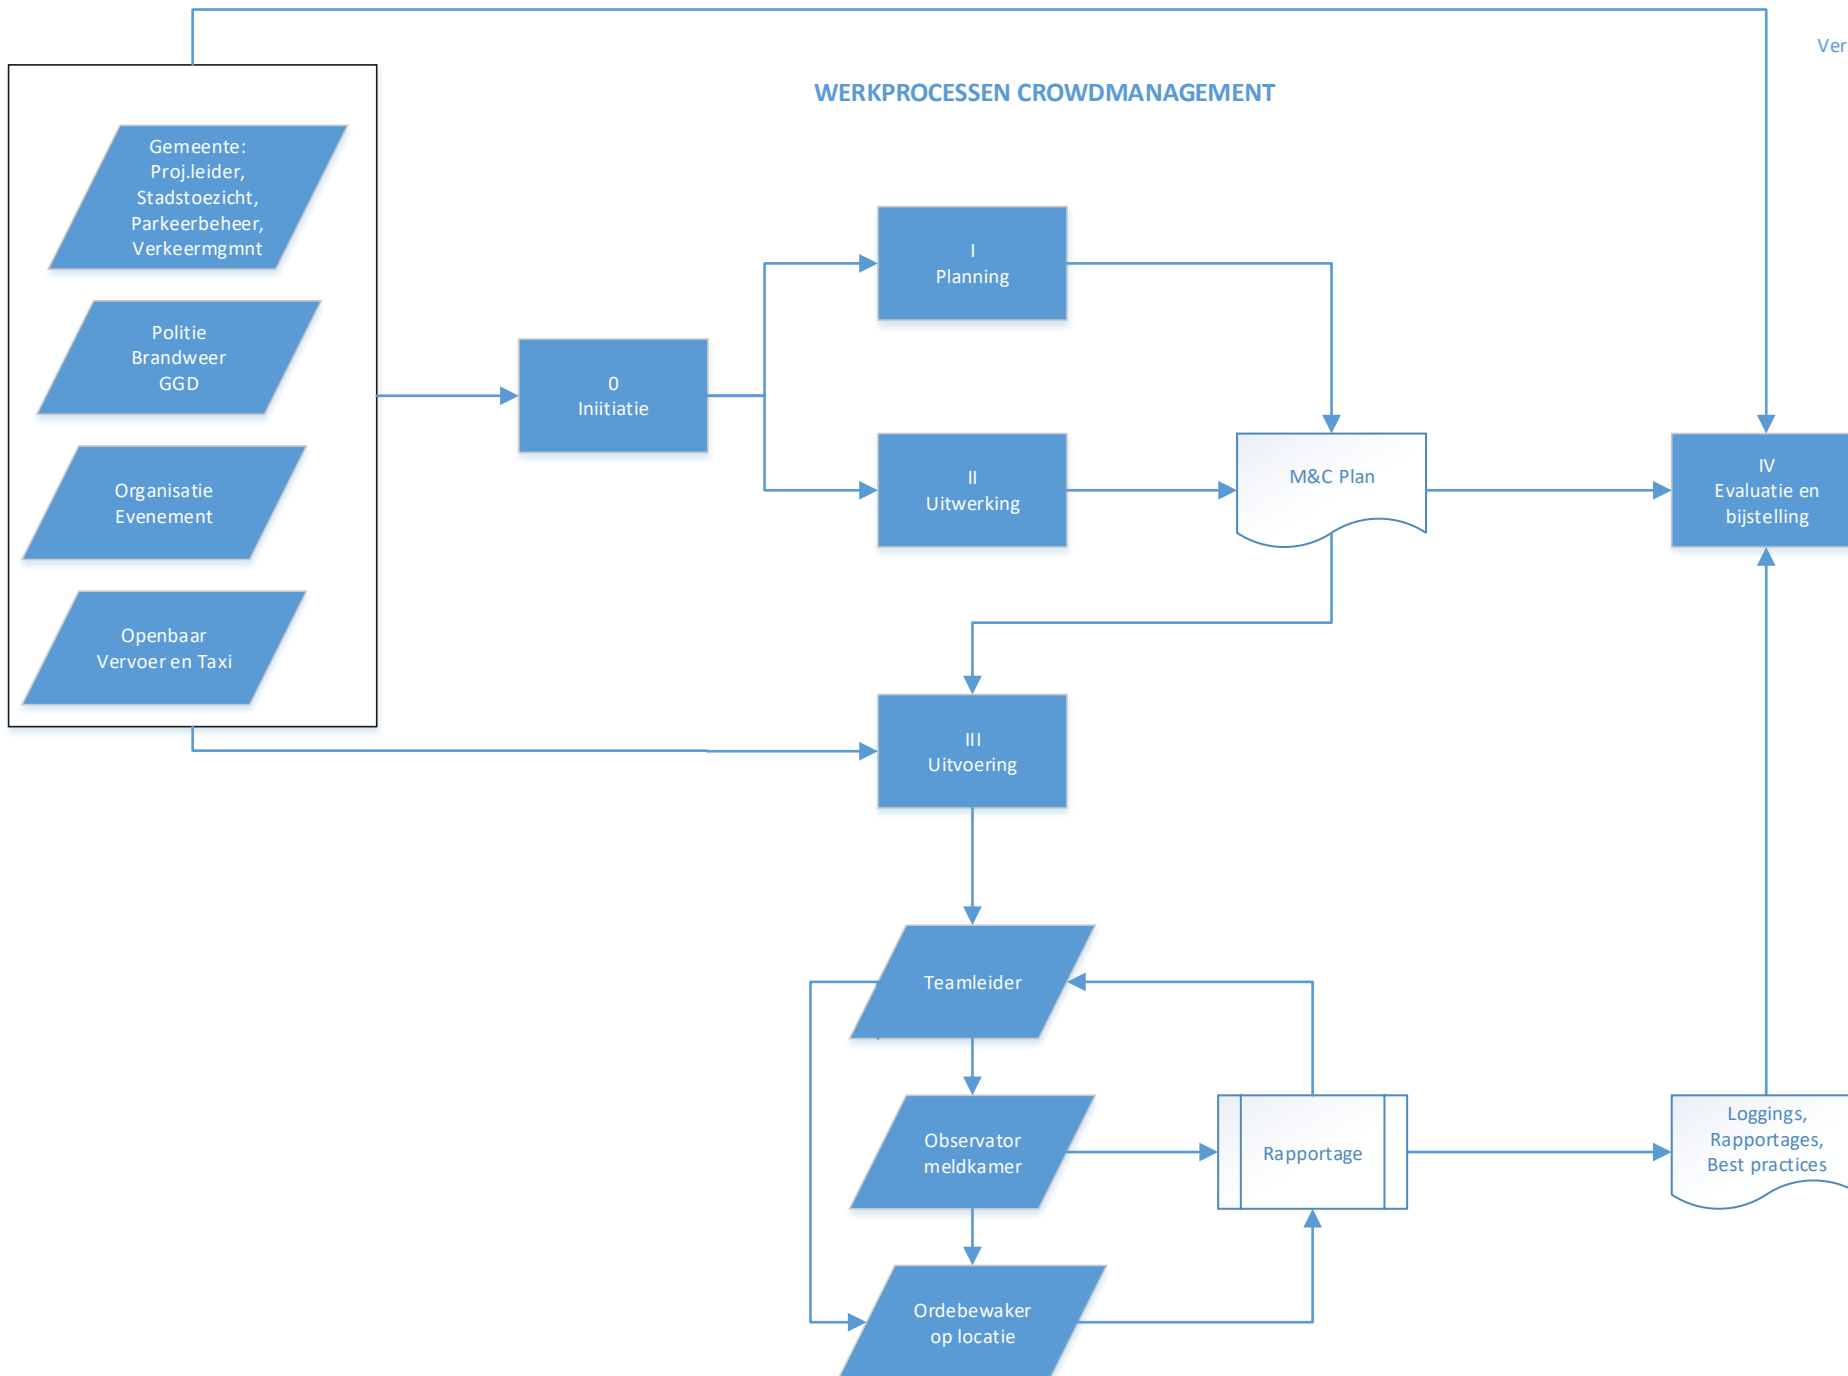 Ver
WERKPROCESSEN CROWDMANAGEMENT
Gemeente:
Proj.leider,
Stadstoezicht,
Parkeerbeheer,
Verkeermgmnt
Politie
Brandweer
GGD
Organisatie
Evenement
Openbaar
Vervoer en Taxi
0
Iniitiatie
I
Planning
II
Uitwerking
M&C Plan
IV
Evaluatie en
bijstelling
III
Uitvoering
Teamleider
Observator
meldkamer
Rapportage
Loggings,
Rapportages,
Best practices
Ordebewaker
op locatie